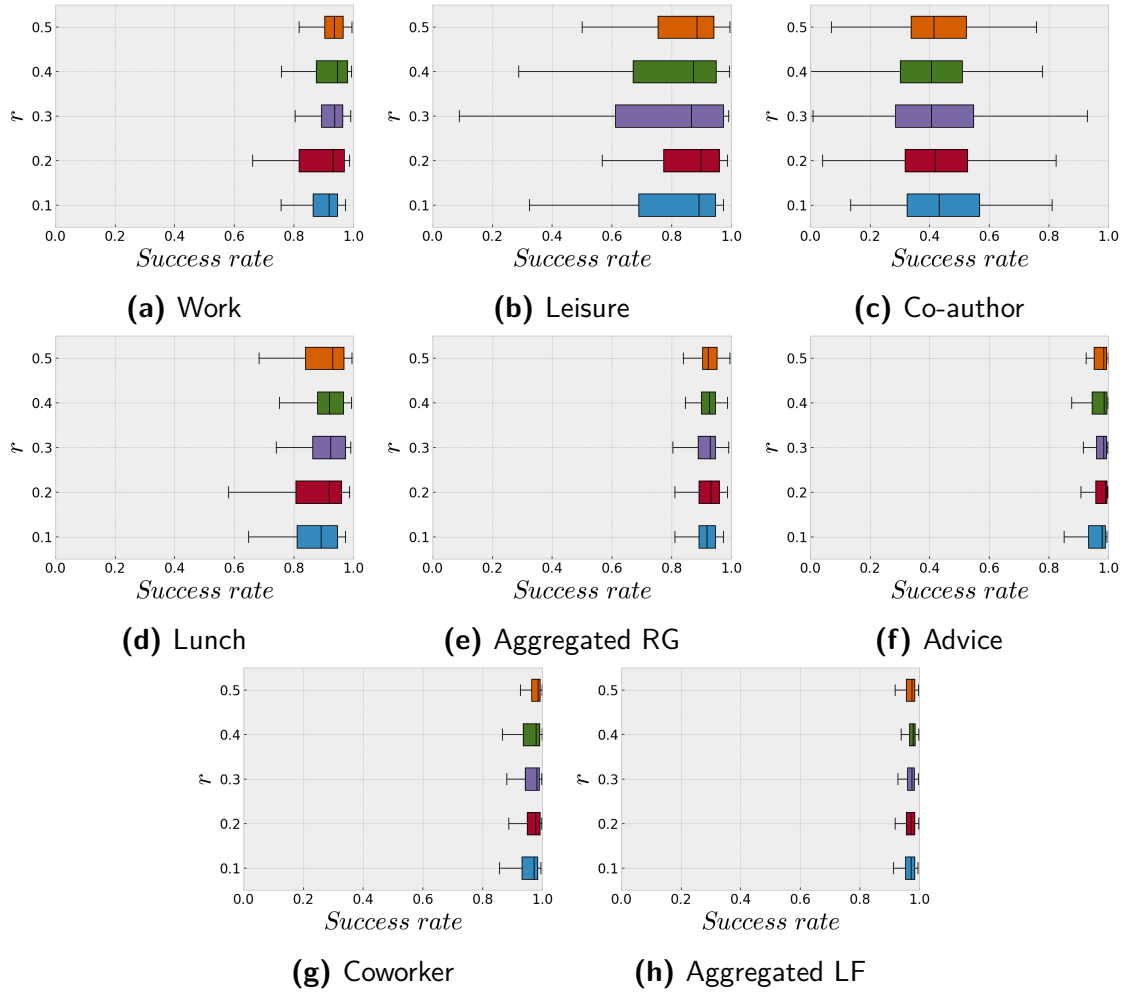 0.5
0.4
0.3
0.2
0.1
r
0.0 0.2 0.4 0.6 0.8 1.0
Success rate
(a) Work
0.5
0.4
0.3
0.2
0.1
r
0.0 0.2 0.4 0.6 0.8 1.0
Success rate
(b) Leisure
0.5
0.4
0.3
0.2
0.1
r
0.0 0.2 0.4 0.6 0.8 1.0
Success rate
(c) Co-author
0.5
0.4
0.3
0.2
0.1
r
0.0 0.2 0.4 0.6 0.8 1.0
Success rate
(d) Lunch
0.5
0.4
0.3
0.2
0.1
r
0.0 0.2 0.4 0.6 0.8 1.0
Success rate
(e) Aggregated RG
0.5
0.4
0.3
0.2
0.1
r
0.0 0.2 0.4 0.6 0.8 1.0
Success rate
(f) Advice
0.5
0.4
0.3
0.2
0.1
r
0.0 0.2 0.4 0.6 0.8 1.0
Success rate
(g) Coworker
0.5
0.4
0.3
0.2
0.1
r
0.0 0.2 0.4 0.6 0.8 1.0
Success rate
(h) Aggregated LF